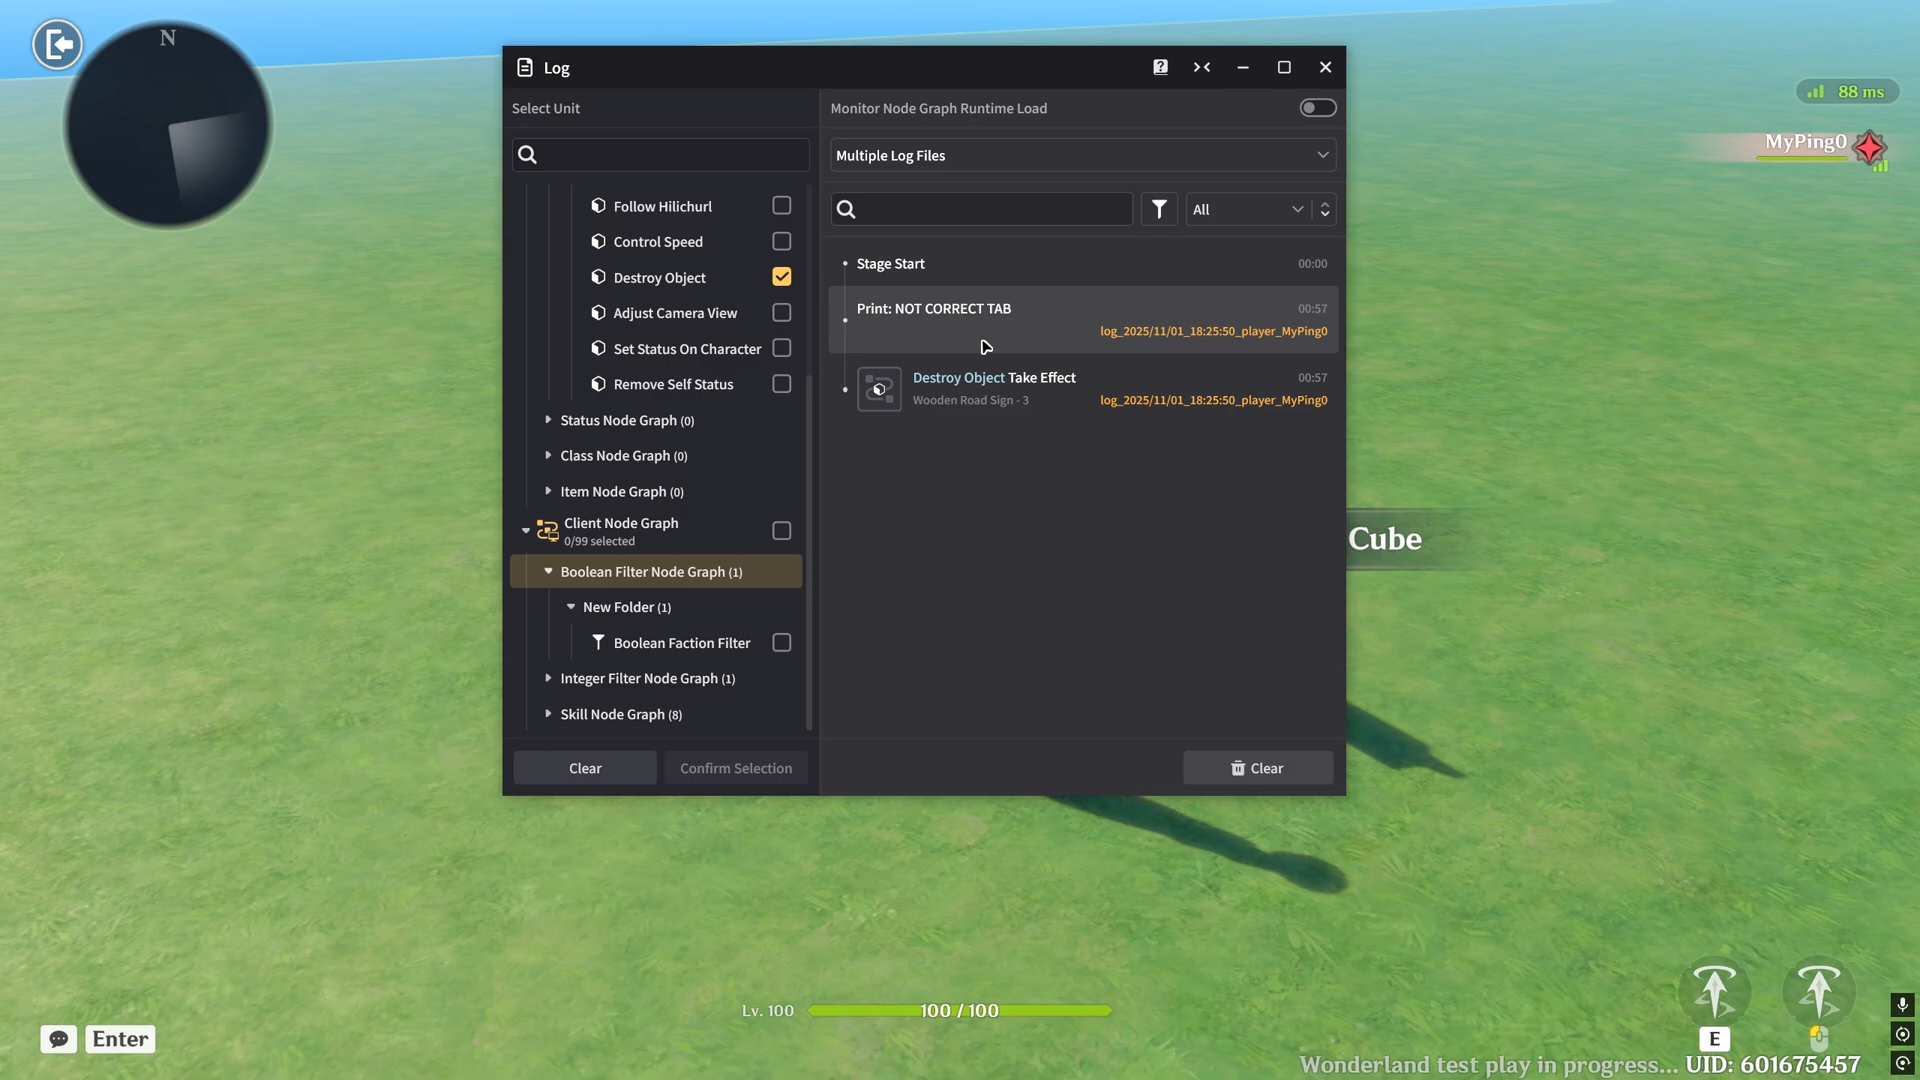 N
Log
Select Unit
Monitor Node Graph Runtime Load
88 ms
MyPing0
Multiple Log Files
All
Follow Hilichurl
Control Speed
Destroy Object
Adjust Camera View
Set Status On Character
Remove Self Status
Status Node Graph (0)
Class Node Graph (0)
Item Node Graph (0)
Client Node Graph
0/99 selected
Boolean Filter Node Graph (1)
New Folder (1)
Boolean Faction Filter
Integer Filter Node Graph (1)
Skill Node Graph (8)
Clear
Confirm Selection
Stage Start 00:00
Print: NOT CORRECT TAB 00:57
log_2025/11/01_18:25:50_player_MyPing0
Destroy Object Take Effect 00:57
Wooden Road Sign - 3 log_2025/11/01_18:25:50_player_MyPing0
Clear
Cube
Lv. 100 100 / 100
Enter
E
Wonderland test play in progress... UID: 601675457